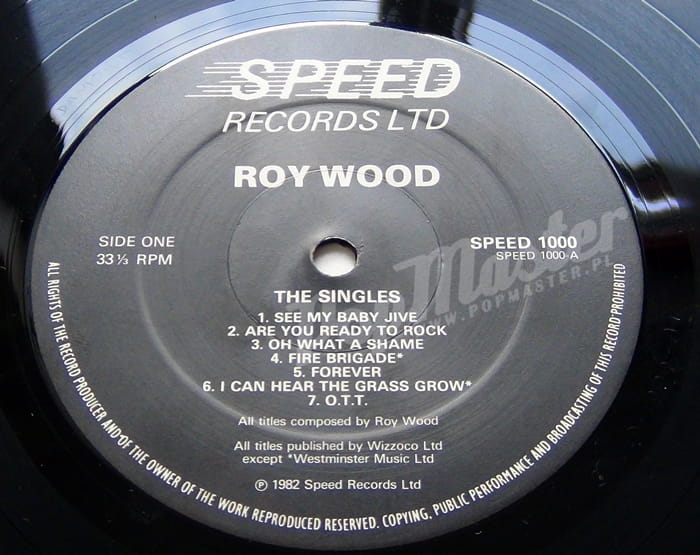 SPEED
RECORDS LTD
ROY WOOD
SIDE ONE
33 ⅓ RPM
SPEED 1000
SPEED 1000-A
Master
WWW.POPMASTER.PL
THE SINGLES
1. SEE MY BABY JIVE
2. ARE YOU READY TO ROCK
3. OH WHAT A SHAME
4. FIRE BRIGADE*
5. FOREVER
6. I CAN HEAR THE GRASS GROW*
7. O.T.T.
All titles composed by Roy Wood
All titles published by Wizzoco Ltd
except *Westminster Music Ltd
℗ 1982 Speed Records Ltd
ALL RIGHTS OF THE RECORD PRODUCER AND OF THE OWNER OF THE WORK REPRODUCED RESERVED. COPYING, PUBLIC PERFORMANCE AND BROADCASTING OF THIS RECORD PROHIBITED